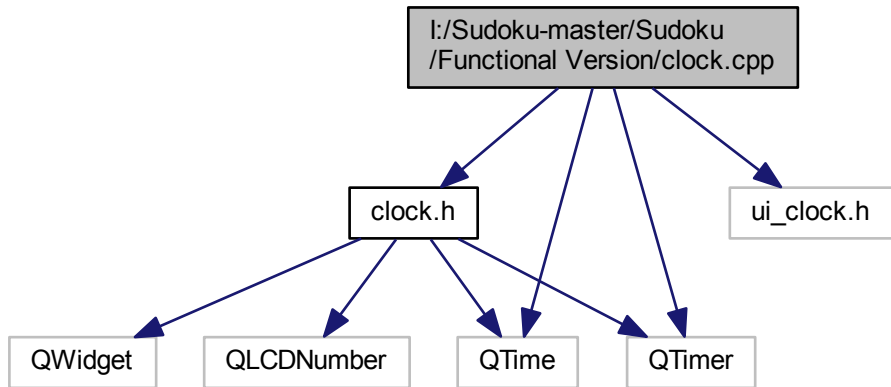 I:/Sudoku-master/Sudoku
/Functional Version/clock.cpp
clock.h
ui_clock.h
QWidget
QLCDNumber
QTime
QTimer